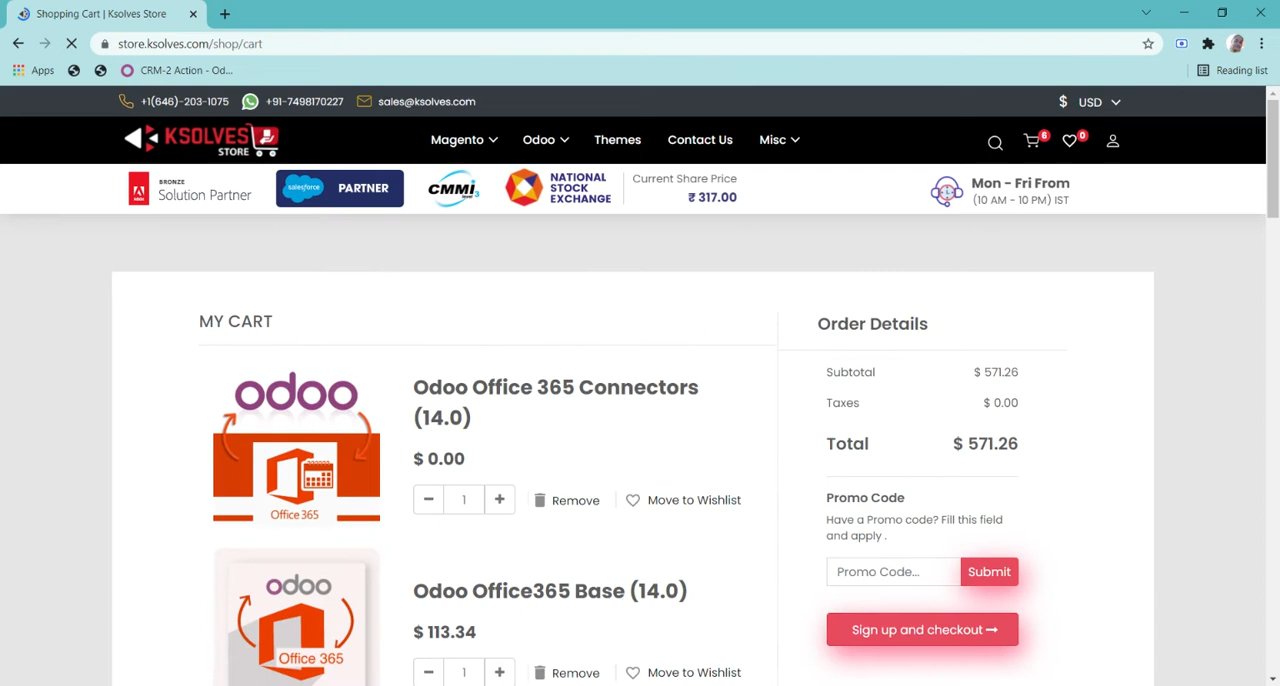 Shopping Cart | Ksolves Store
store.ksolves.com/shop/cart
Apps
CRM-2 Action - Od...
Reading list
+1(646)-203-1075
+91-7498170227
sales@ksolves.com
$ USD
KSOLVES
STORE
Magento
Odoo
Themes
Contact Us
Misc
6
0
BRONZE
Solution Partner
salesforce
PARTNER
CMMI
NATIONAL
STOCK
EXCHANGE
Current Share Price
₹ 317.00
Mon - Fri From
(10 AM - 10 PM) IST
MY CART
odoo
Office 365
Odoo Office 365 Connectors
(14.0)
$ 0.00
1
Remove
Move to Wishlist
odoo
Office 365
Odoo Office365 Base (14.0)
$ 113.34
1
Remove
Move to Wishlist
Order Details
Subtotal $ 571.26
Taxes $ 0.00
Total $ 571.26
Promo Code
Have a Promo code? Fill this field
and apply .
Promo Code...
Submit
Sign up and checkout